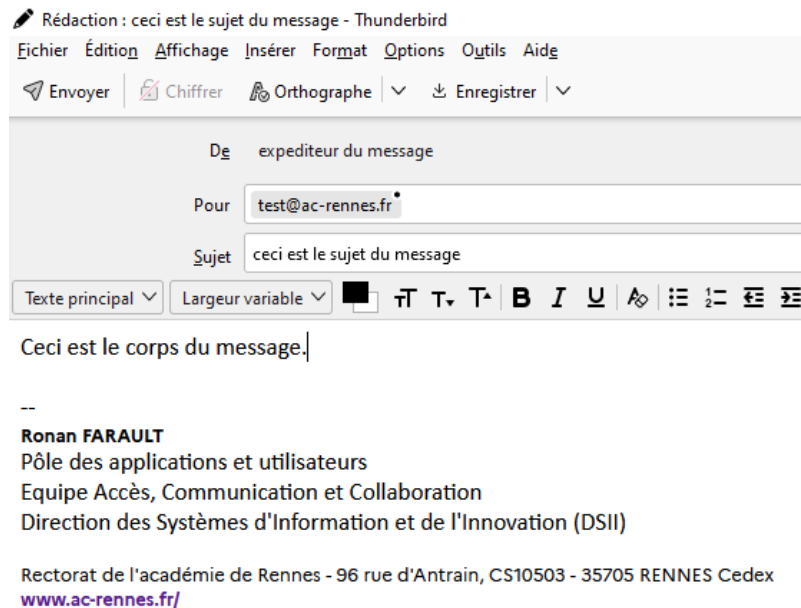 Rédaction : ceci est le sujet du message - Thunderbird
Fichier Édition Affichage Insérer Format Options Outils Aide
Envoyer Chiffrer Orthographe Enregistrer
De expediteur du message
Pour test@ac-rennes.fr
Sujet ceci est le sujet du message
Texte principal Largeur variable
Ceci est le corps du message.
--
Ronan FARAULT
Pôle des applications et utilisateurs
Equipe Accès, Communication et Collaboration
Direction des Systèmes d'Information et de l'Innovation (DSII)
Rectorat de l'académie de Rennes - 96 rue d'Antrain, CS10503 - 35705 RENNES Cedex
www.ac-rennes.fr/